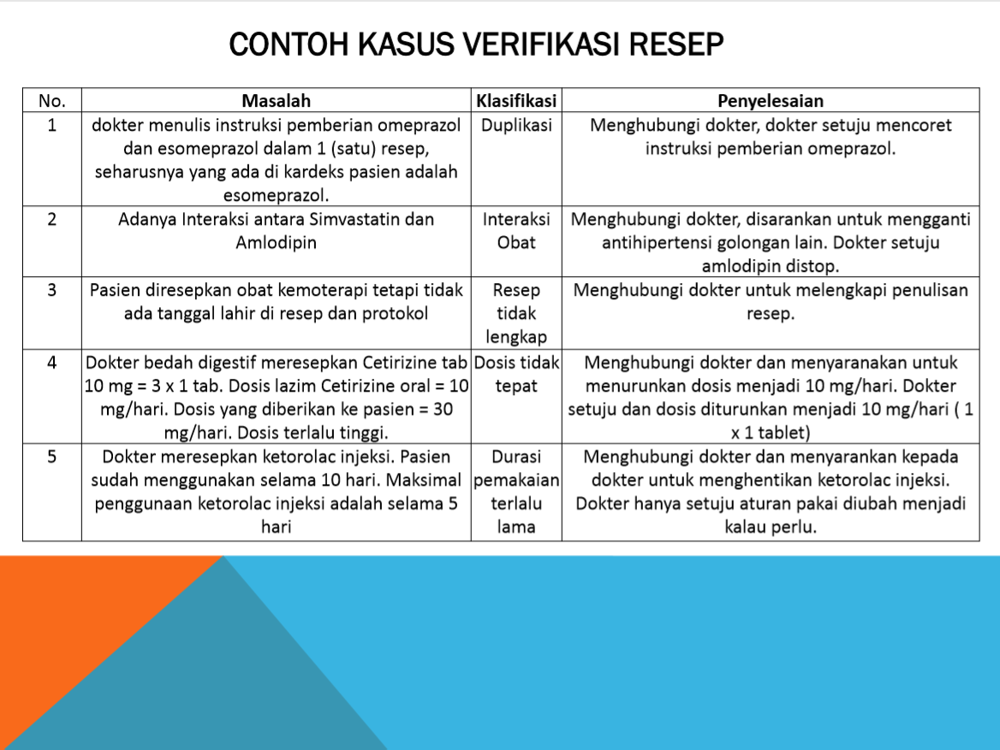 CONTOH KASUS VERIFIKASI RESEP
No. Masalah Klasifikasi Penyelesaian
1
dokter menulis instruksi pemberian omeprazol
dan esomeprazol dalam 1 (satu) resep,
seharusnya yang ada di kardeks pasien adalah
esomeprazol.
Duplikasi
Menghubungi dokter, dokter setuju mencoret
instruksi pemberian omeprazol.
2
Adanya Interaksi antara Simvastatin dan
Amlodipin
Interaksi
Obat
Menghubungi dokter, disarankan untuk mengganti
antihipertensi golongan lain. Dokter setuju
amlodipin distop.
3
Pasien diresepkan obat kemoterapi tetapi tidak
ada tanggal lahir di resep dan protokol
Resep
tidak
lengkap
Menghubungi dokter untuk melengkapi penulisan
resep.
4
Dokter bedah digestif meresepkan Cetirizine tab
10 mg = 3 x 1 tab. Dosis lazim Cetirizine oral = 10
mg/hari. Dosis yang diberikan ke pasien = 30
mg/hari. Dosis terlalu tinggi.
Dosis tidak
tepat
Menghubungi dokter dan menyaranakan untuk
menurunkan dosis menjadi 10 mg/hari. Dokter
setuju dan dosis diturunkan menjadi 10 mg/hari ( 1
x 1 tablet)
5
Dokter meresepkan ketorolac injeksi. Pasien
sudah menggunakan selama 10 hari. Maksimal
penggunaan ketorolac injeksi adalah selama 5
hari
Durasi
pemakaian
terlalu
lama
Menghubungi dokter dan menyarankan kepada
dokter untuk menghentikan ketorolac injeksi.
Dokter hanya setuju aturan pakai diubah menjadi
kalau perlu.